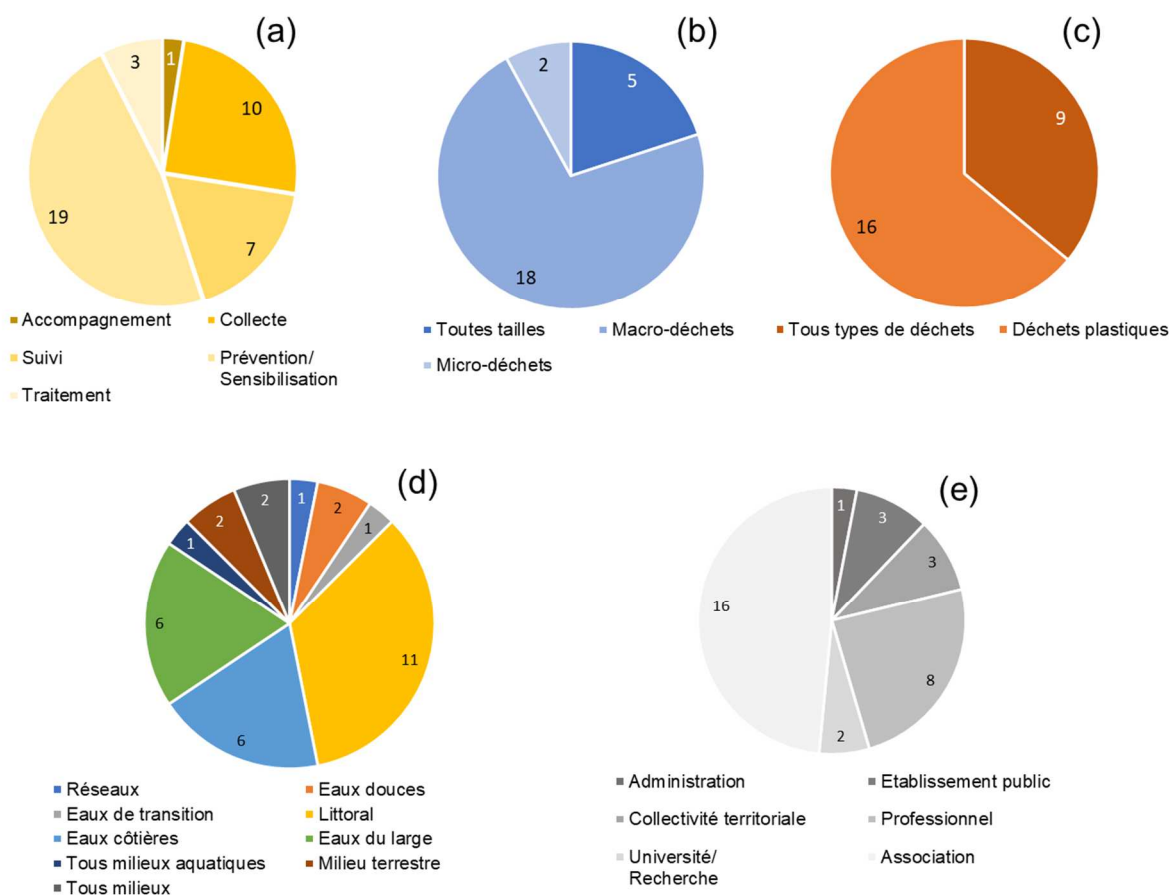 (a)
3
1
10
19
7
Accompagnement
Collecte
Suivi
Prévention/
Sensibilisation
Traitement
(b)
2
5
18
Toutes tailles
Macro-déchets
Micro-déchets
(c)
9
16
Tous types de déchets
Déchets plastiques
(d)
2
1
2
2
1
1
6
11
6
Réseaux
Eaux douces
Eaux de transition
Littoral
Eaux côtières
Eaux du large
Tous milieux aquatiques
Milieu terrestre
Tous milieux
(e)
1
3
3
16
8
2
Administration
Etablissement public
Collectivité territoriale
Professionnel
Université/
Recherche
Association